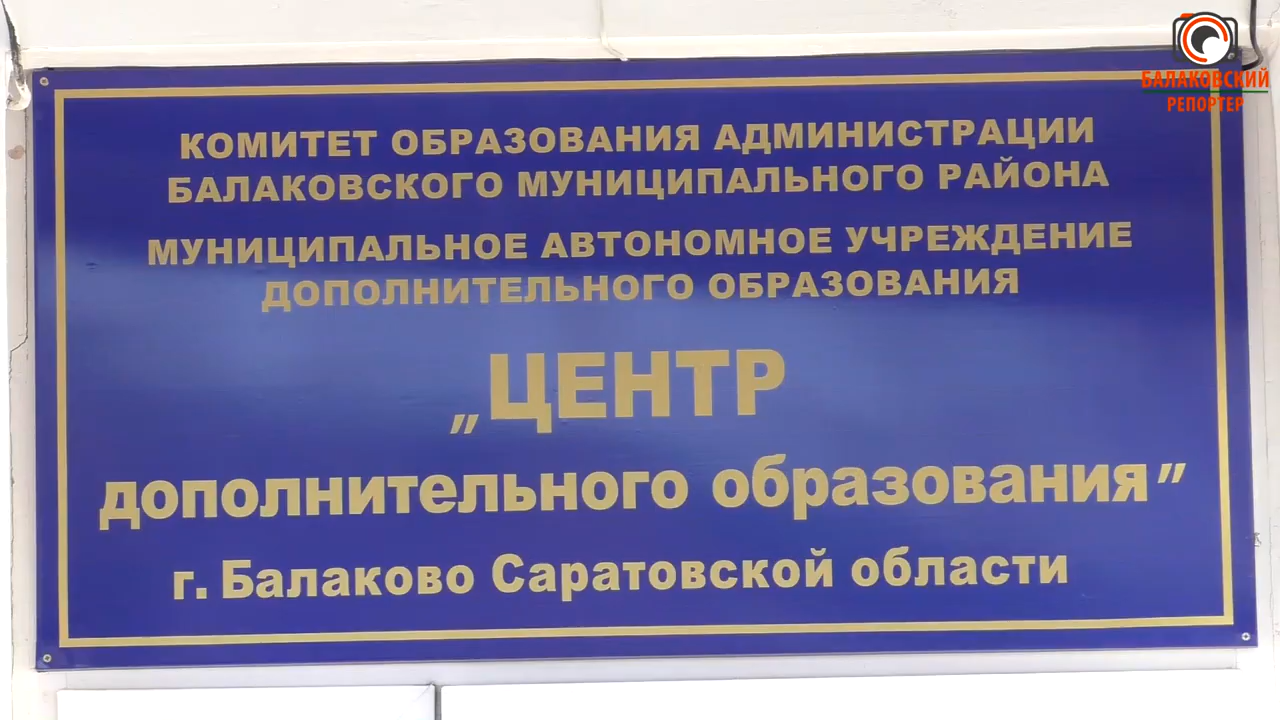 БАЛАКОВСКИЙ
РЕПОРТЕР
КОМИТЕТ ОБРАЗОВАНИЯ АДМИНИСТРАЦИИ
БАЛАКОВСКОГО МУНИЦИПАЛЬНОГО РАЙОНА
МУНИЦИПАЛЬНОЕ АВТОНОМНОЕ УЧРЕЖДЕНИЕ
ДОПОЛНИТЕЛЬНОГО ОБРАЗОВАНИЯ
„ЦЕНТР
дополнительного образования”
г. Балаково Саратовской области